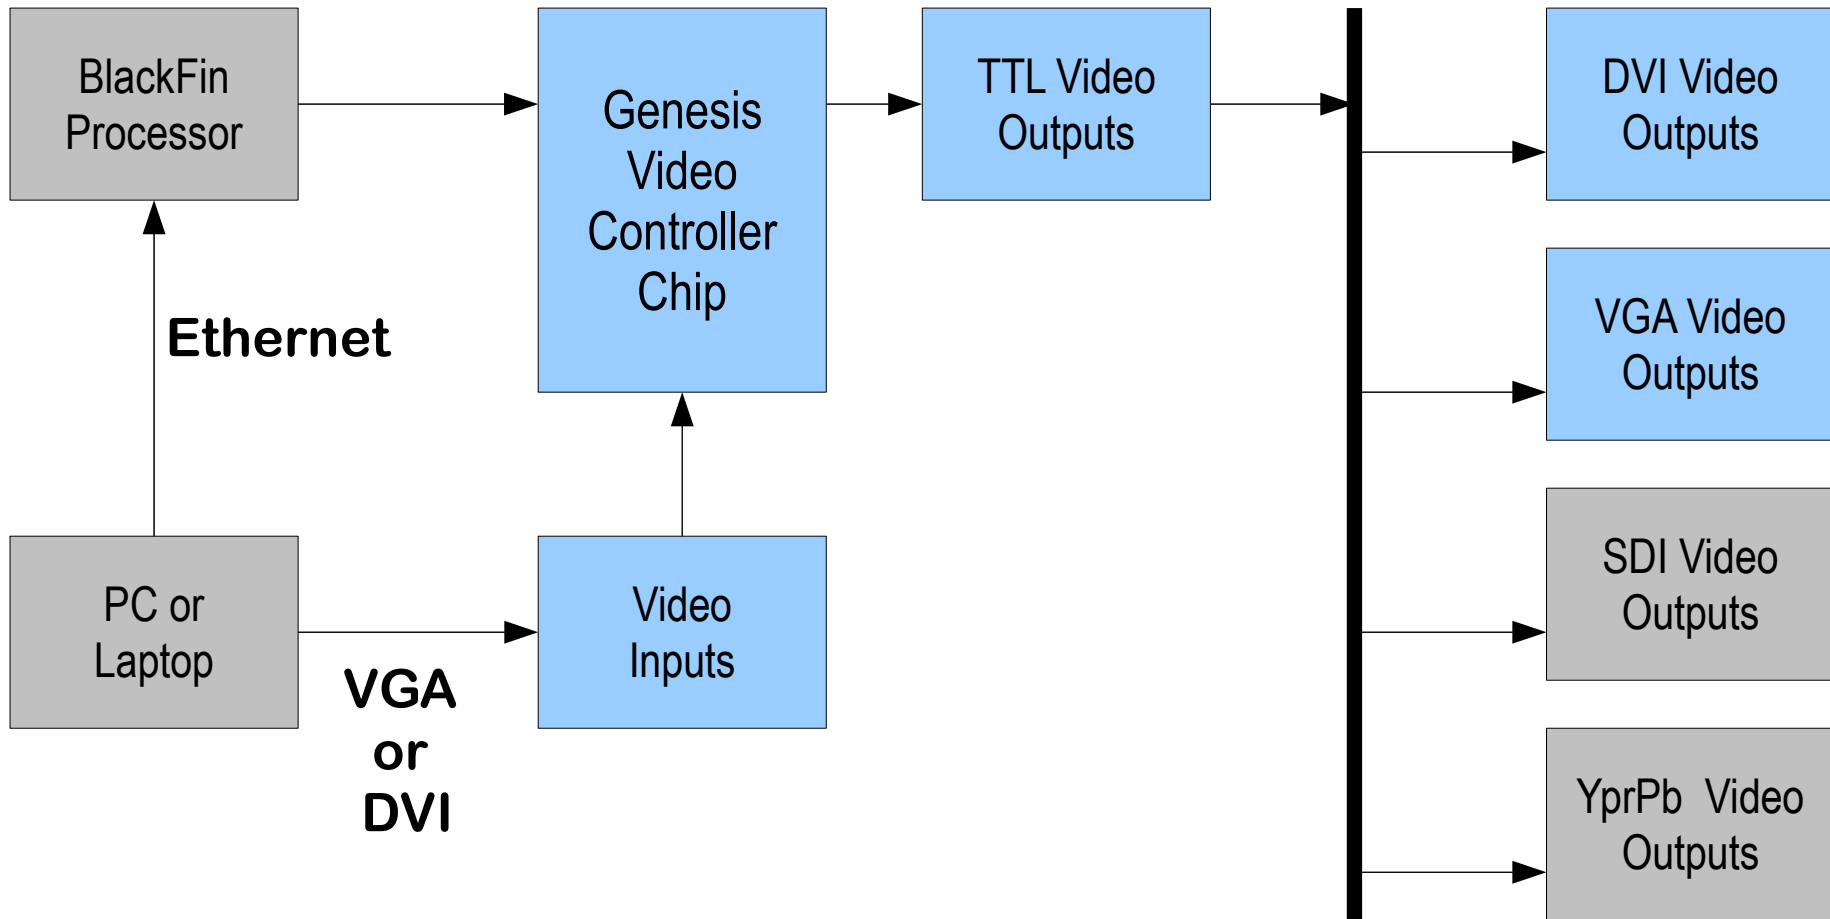 BlackFin
Processor
Genesis
Video
Controller
Chip
TTL Video
Outputs
DVI Video
Outputs
VGA Video
Outputs
Ethernet
SDI Video
Outputs
PC or
Laptop
VGA
or
DVI
Video
Inputs
YprPb  Video
Outputs